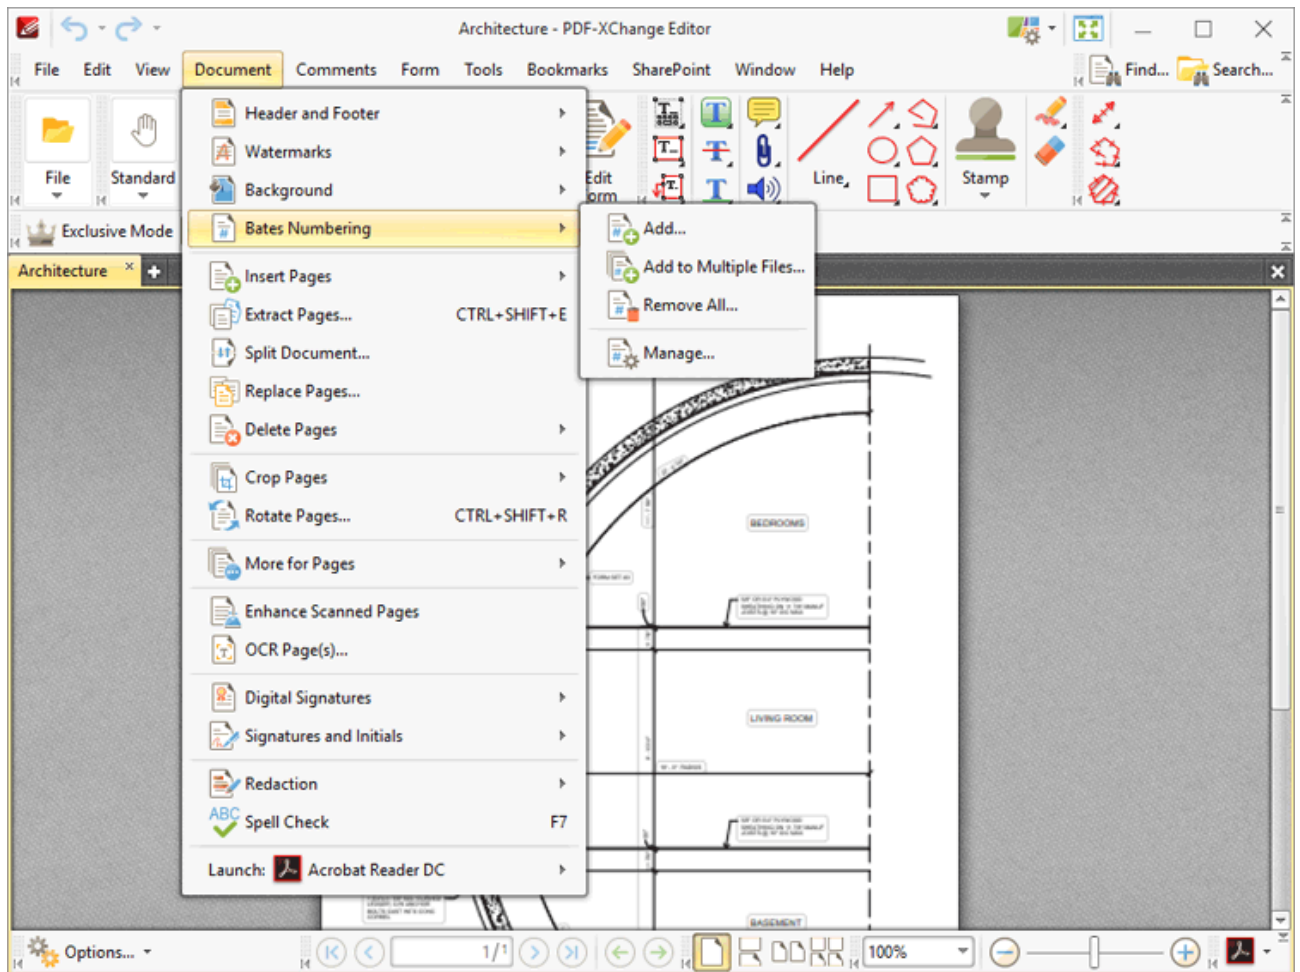 Architecture - PDF-XChange Editor
File Edit View Document Comments Form Tools Bookmarks SharePoint Window Help Find... Search...
File Standard Edit Form Line Stamp
Exclusive Mode
Architecture
Header and Footer
Watermarks
Background
Bates Numbering
Insert Pages
Extract Pages... CTRL+SHIFT+E
Split Document...
Replace Pages...
Delete Pages
Crop Pages
Rotate Pages... CTRL+SHIFT+R
More for Pages
Enhance Scanned Pages
OCR Page(s)...
Digital Signatures
Signatures and Initials
Redaction
ABC
Spell Check F7
Launch: Acrobat Reader DC
Add...
Add to Multiple Files...
Remove All...
Manage...
BEDROOMS
LIVING ROOM
BASEMENT
Options... 1/1 100%